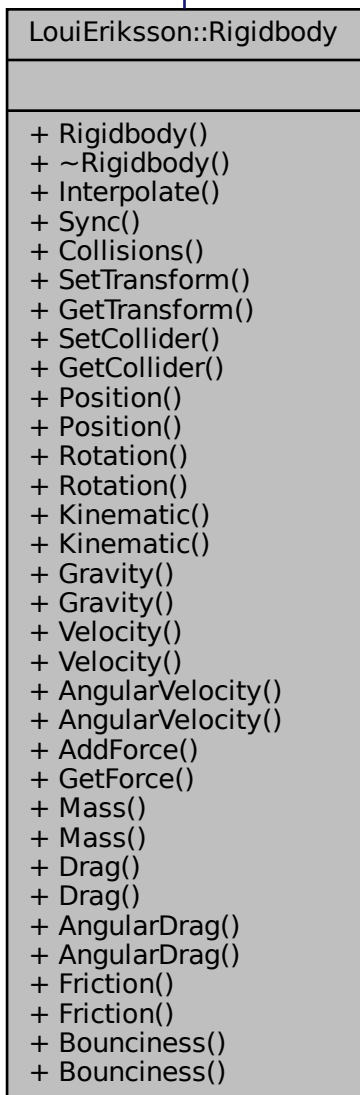 LouiEriksson::Rigidbody
+ Rigidbody()
+ ~Rigidbody()
+ Interpolate()
+ Sync()
+ Collisions()
+ SetTransform()
+ GetTransform()
+ SetCollider()
+ GetCollider()
+ Position()
+ Position()
+ Rotation()
+ Rotation()
+ Kinematic()
+ Kinematic()
+ Gravity()
+ Gravity()
+ Velocity()
+ Velocity()
+ AngularVelocity()
+ AngularVelocity()
+ AddForce()
+ GetForce()
+ Mass()
+ Mass()
+ Drag()
+ Drag()
+ AngularDrag()
+ AngularDrag()
+ Friction()
+ Friction()
+ Bounciness()
+ Bounciness()